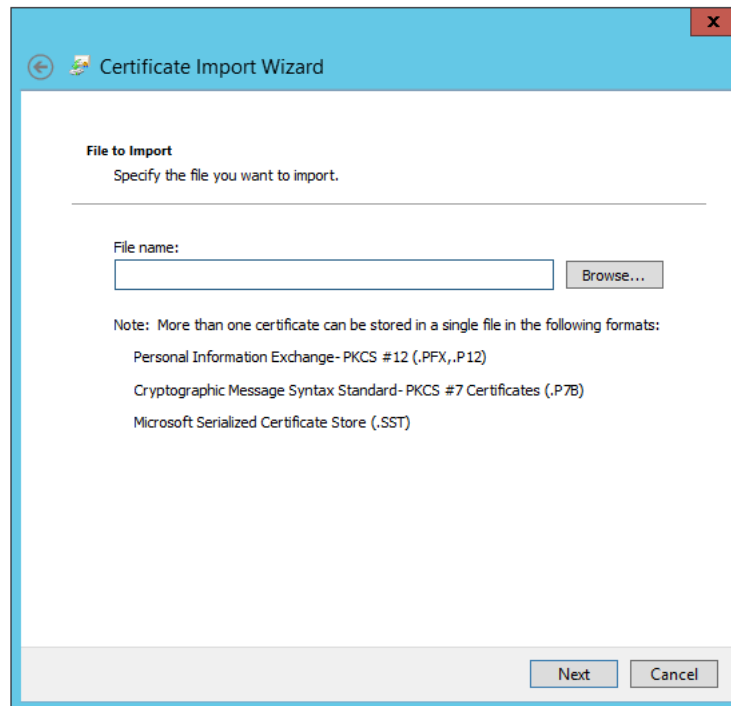 x
Certificate Import Wizard
File to Import
Specify the file you want to import.
File name:
Browse...
Note:  More than one certificate can be stored in a single file in the following formats:
Personal Information Exchange- PKCS #12 (.PFX,.P12)
Cryptographic Message Syntax Standard- PKCS #7 Certificates (.P7B)
Microsoft Serialized Certificate Store (.SST)
Next Cancel